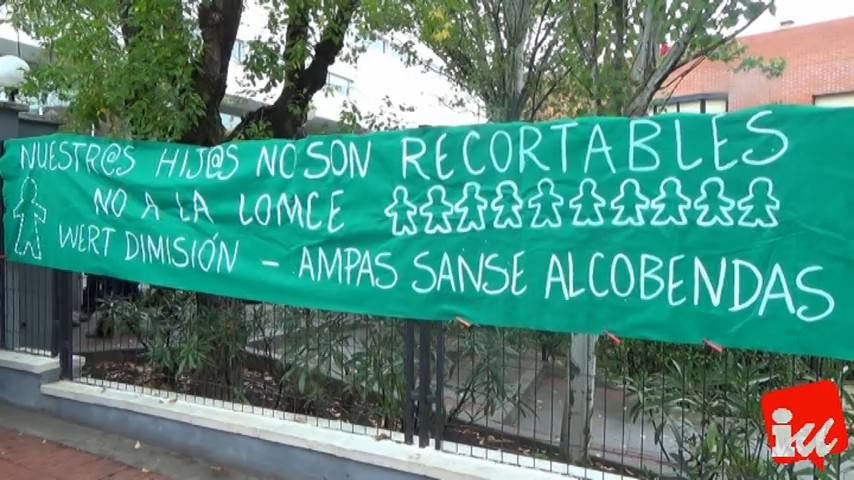 NUESTR@S HIJ@S NO SON RECORTABLES
NO A LA LOMCE
WERT DIMISIÓN - AMPAS SANSE ALCOBENDAS
iu